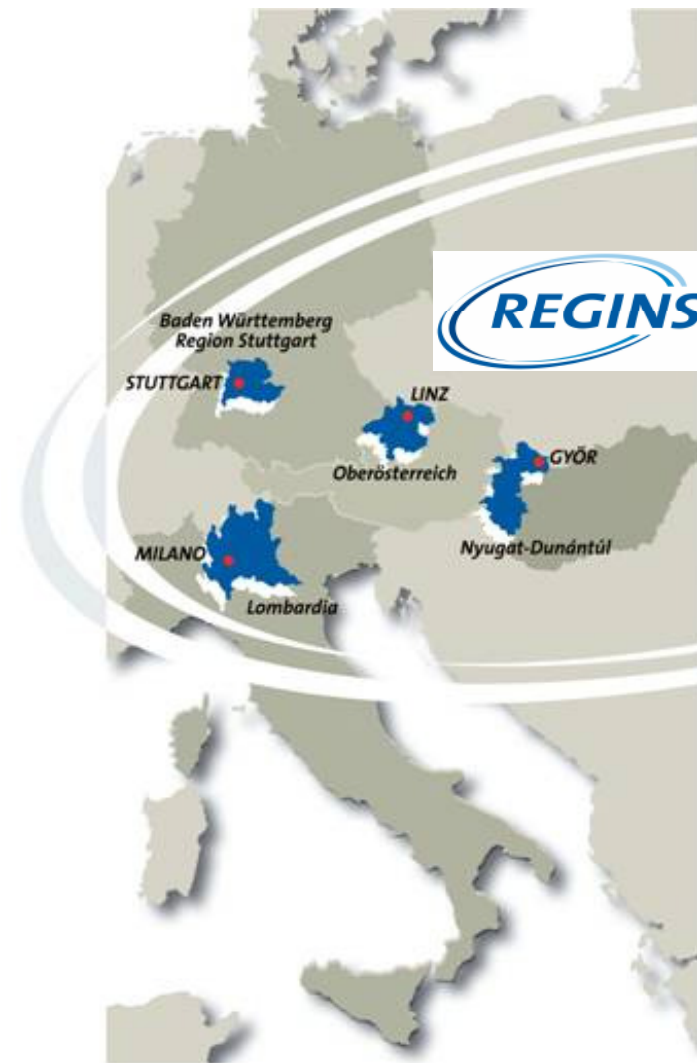 REGINS
Baden Württemberg
Region Stuttgart
STUTTGART
LINZ
Oberösterreich
GYÖR
Nyugat-Dunántúl
MILANO
Lombardia